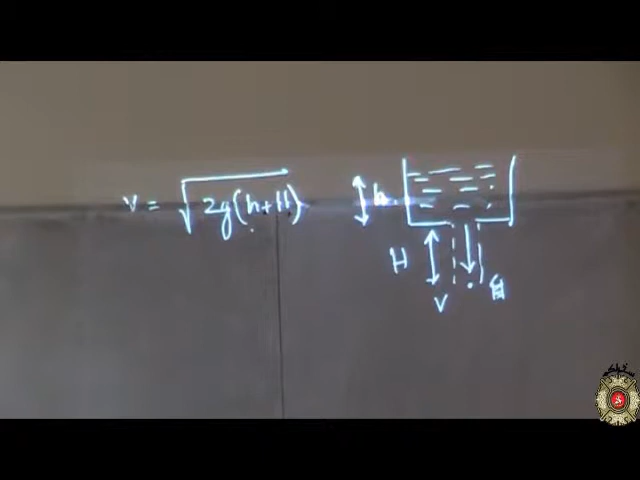 v = √2g(h+H)
h
H
v